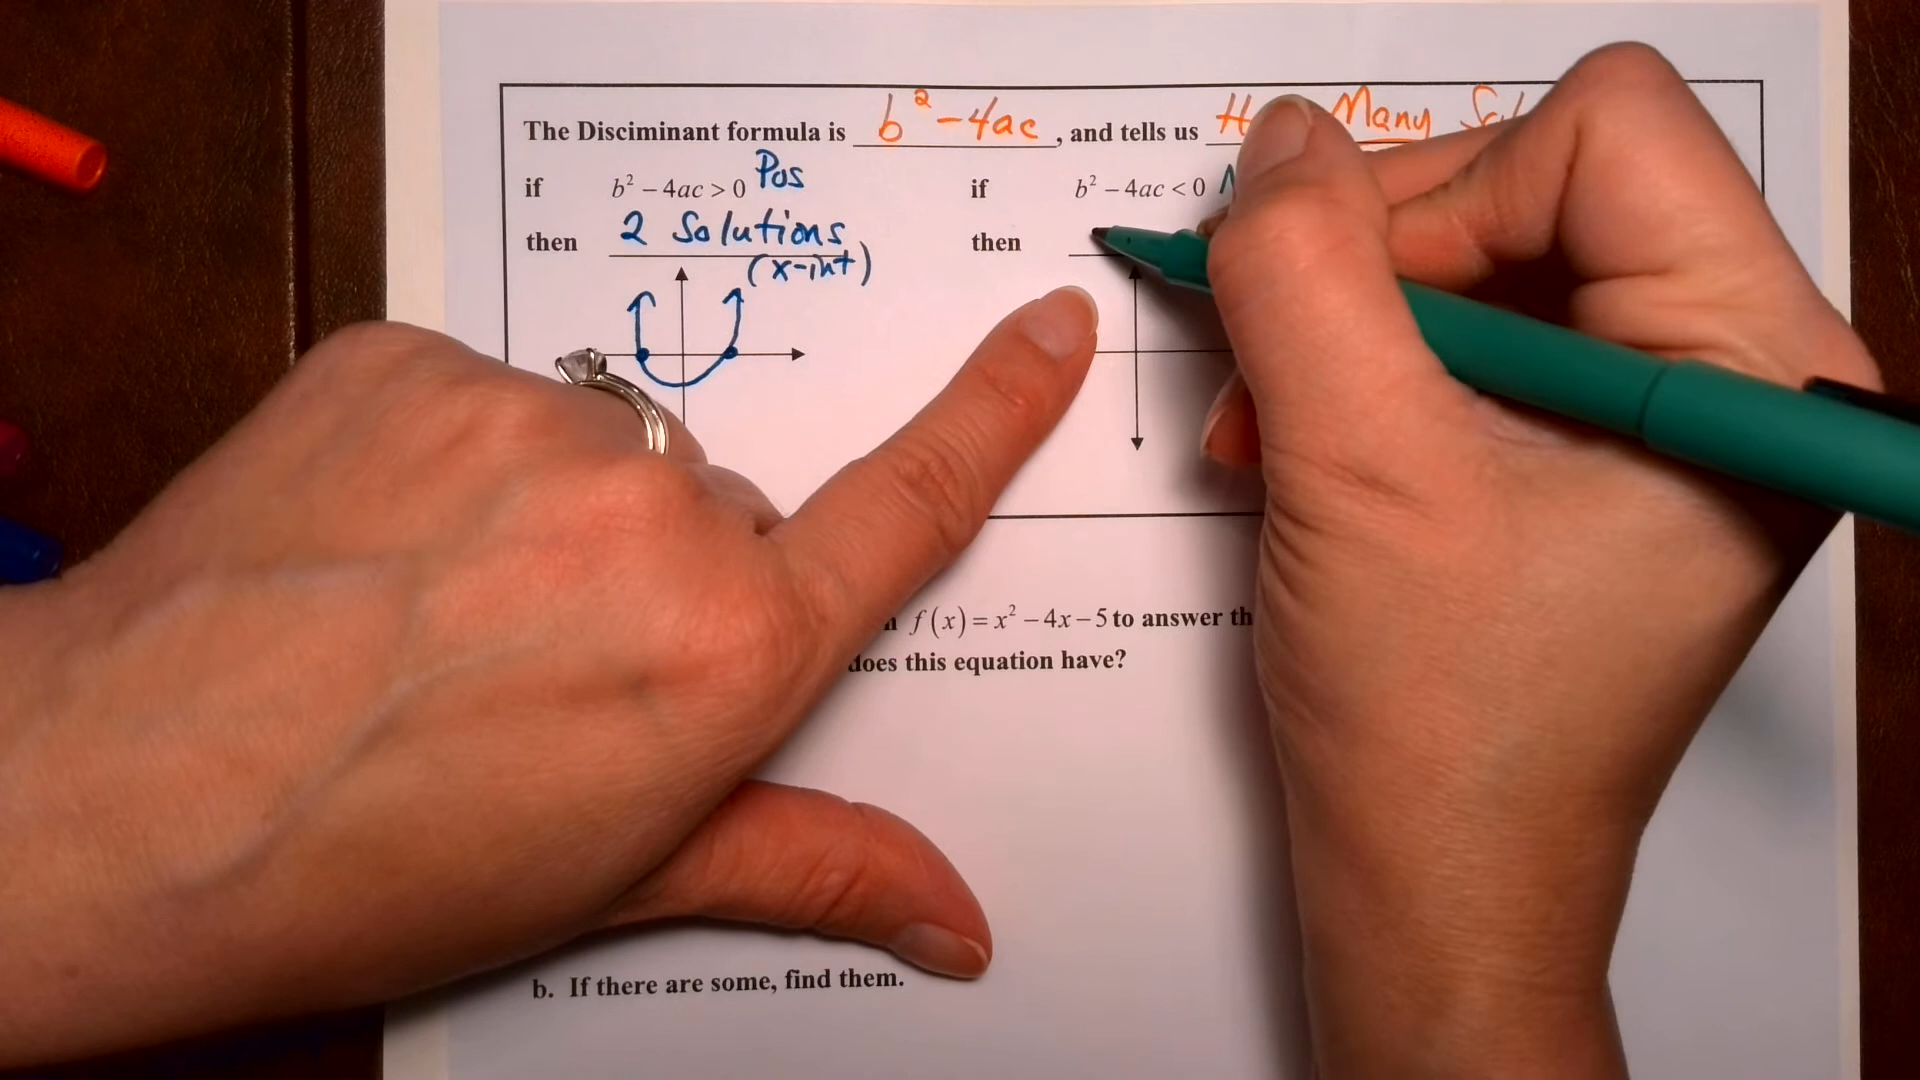 The Disciminant formula is b² - 4ac, and tells us Many
if b² – 4ac > 0 Pos if b² – 4ac < 0
then 2 Solutions then
(x-int)
f(x) = x² – 4x – 5 to answer
does this equation have?
b. If there are some, find them.